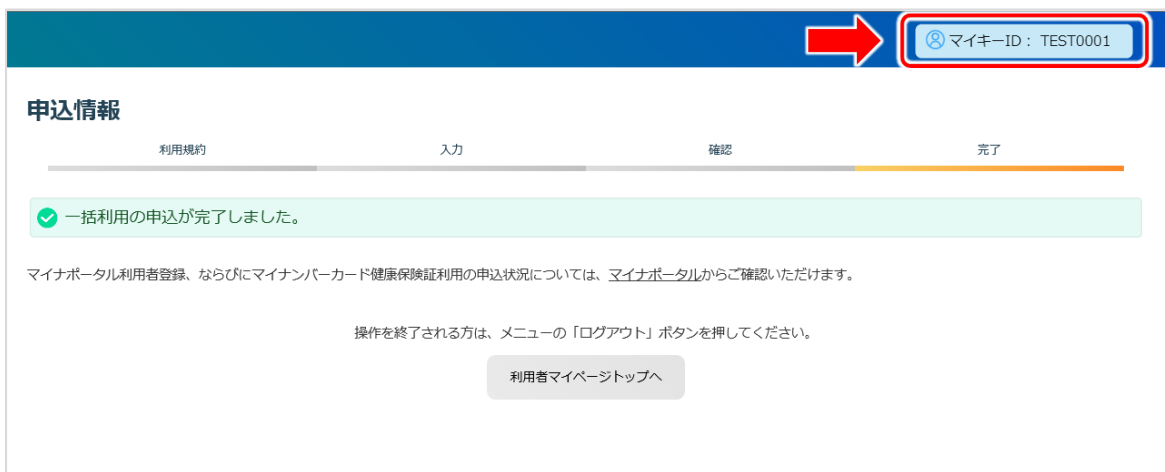 マイキーID： TEST0001
申込情報
利用規約
入力
確認
完了
一括利用の申込が完了しました。
マイナポータル利用者登録、ならびにマイナンバーカード健康保険証利用の申込状況については、マイナポータルからご確認いただけます。
操作を終了される方は、メニューの「ログアウト」ボタンを押してください。
利用者マイページトップへ